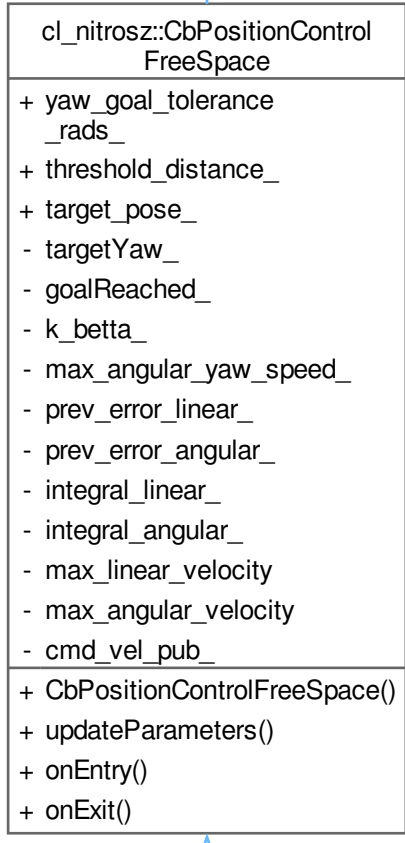 cl_nitrosz::CbPositionControl
FreeSpace
+ yaw_goal_tolerance
_rads_
+ threshold_distance_
+ target_pose_
- targetYaw_
- goalReached_
- k_betta_
- max_angular_yaw_speed_
- prev_error_linear_
- prev_error_angular_
- integral_linear_
- integral_angular_
- max_linear_velocity
- max_angular_velocity
- cmd_vel_pub_
+ CbPositionControlFreeSpace()
+ updateParameters()
+ onEntry()
+ onExit()